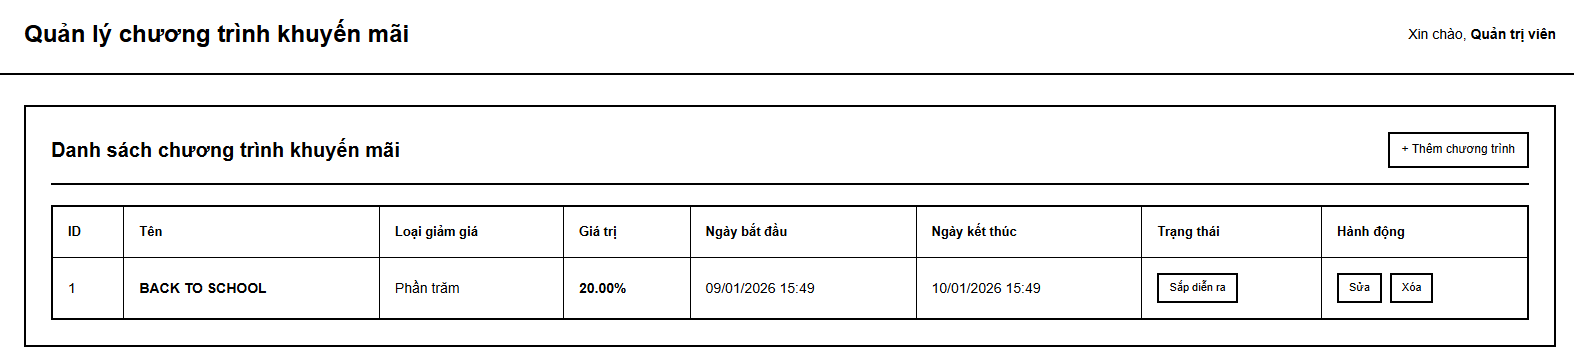 Quản lý chương trình khuyến mãi
Xin chào, Quản trị viên
Danh sách chương trình khuyến mãi
+ Thêm chương trình
ID Tên Loại giảm giá Giá trị Ngày bắt đầu Ngày kết thúc Trạng thái Hành động
1 BACK TO SCHOOL Phần trăm 20.00% 09/01/2026 15:49 10/01/2026 15:49 Sắp diễn ra Sửa Xóa